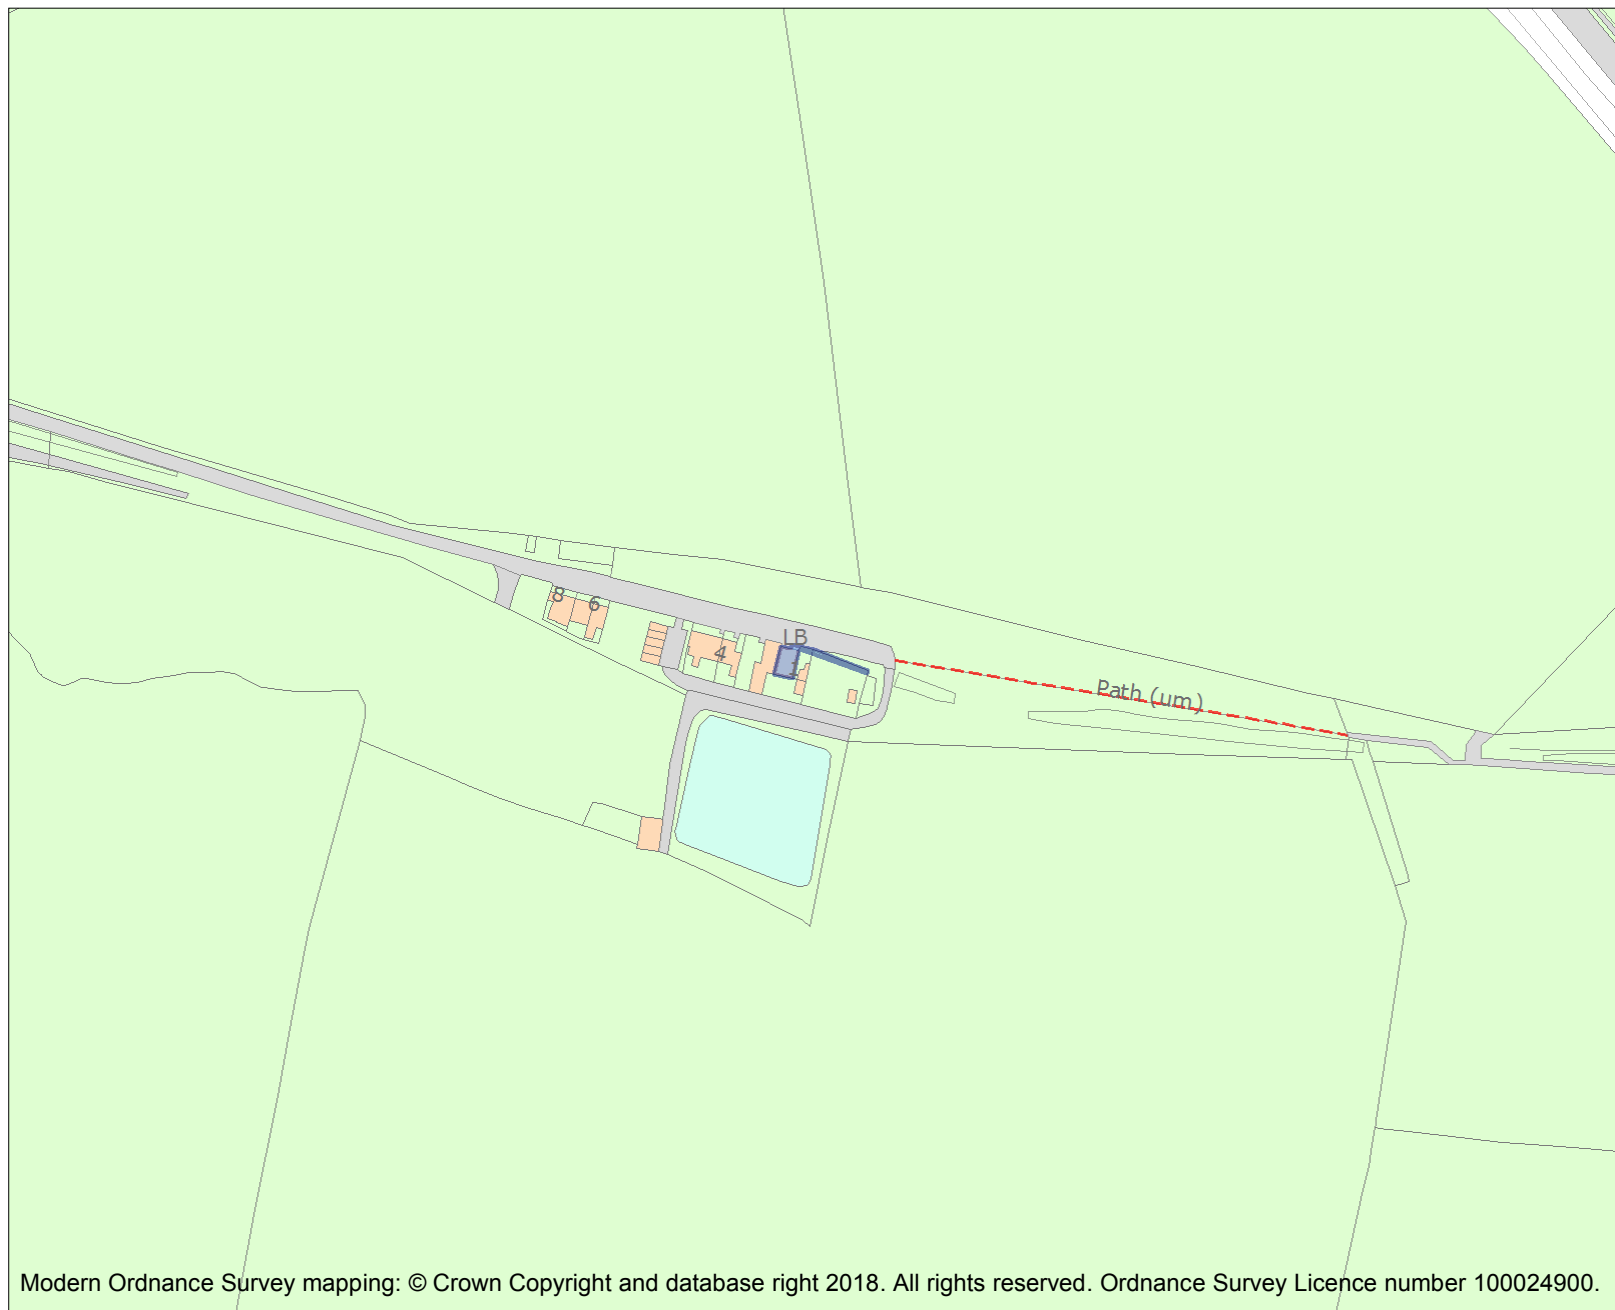 8
6
LB
4
1
Path (um)
Modern Ordnance Survey mapping: © Crown Copyright and database right 2018. All rights reserved. Ordnance Survey Licence number 100024900.